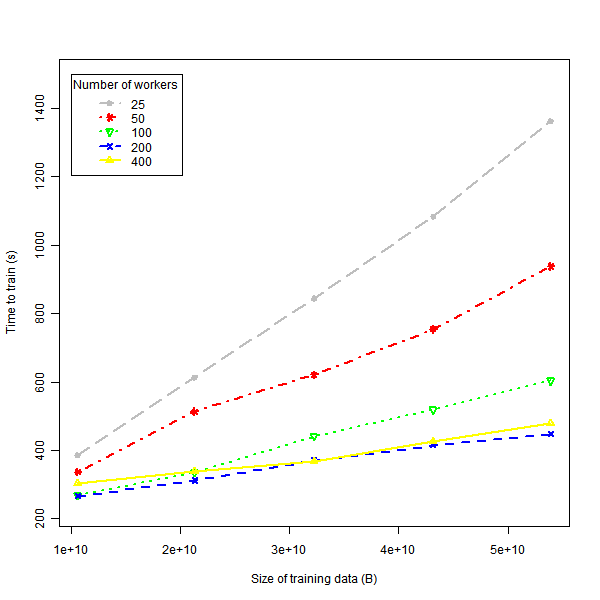 Number of workers
25
50
100
200
400
Time to train (s)
200
400
600
800
1000
1200
1400
1e+10
2e+10
3e+10
4e+10
5e+10
Size of training data (B)